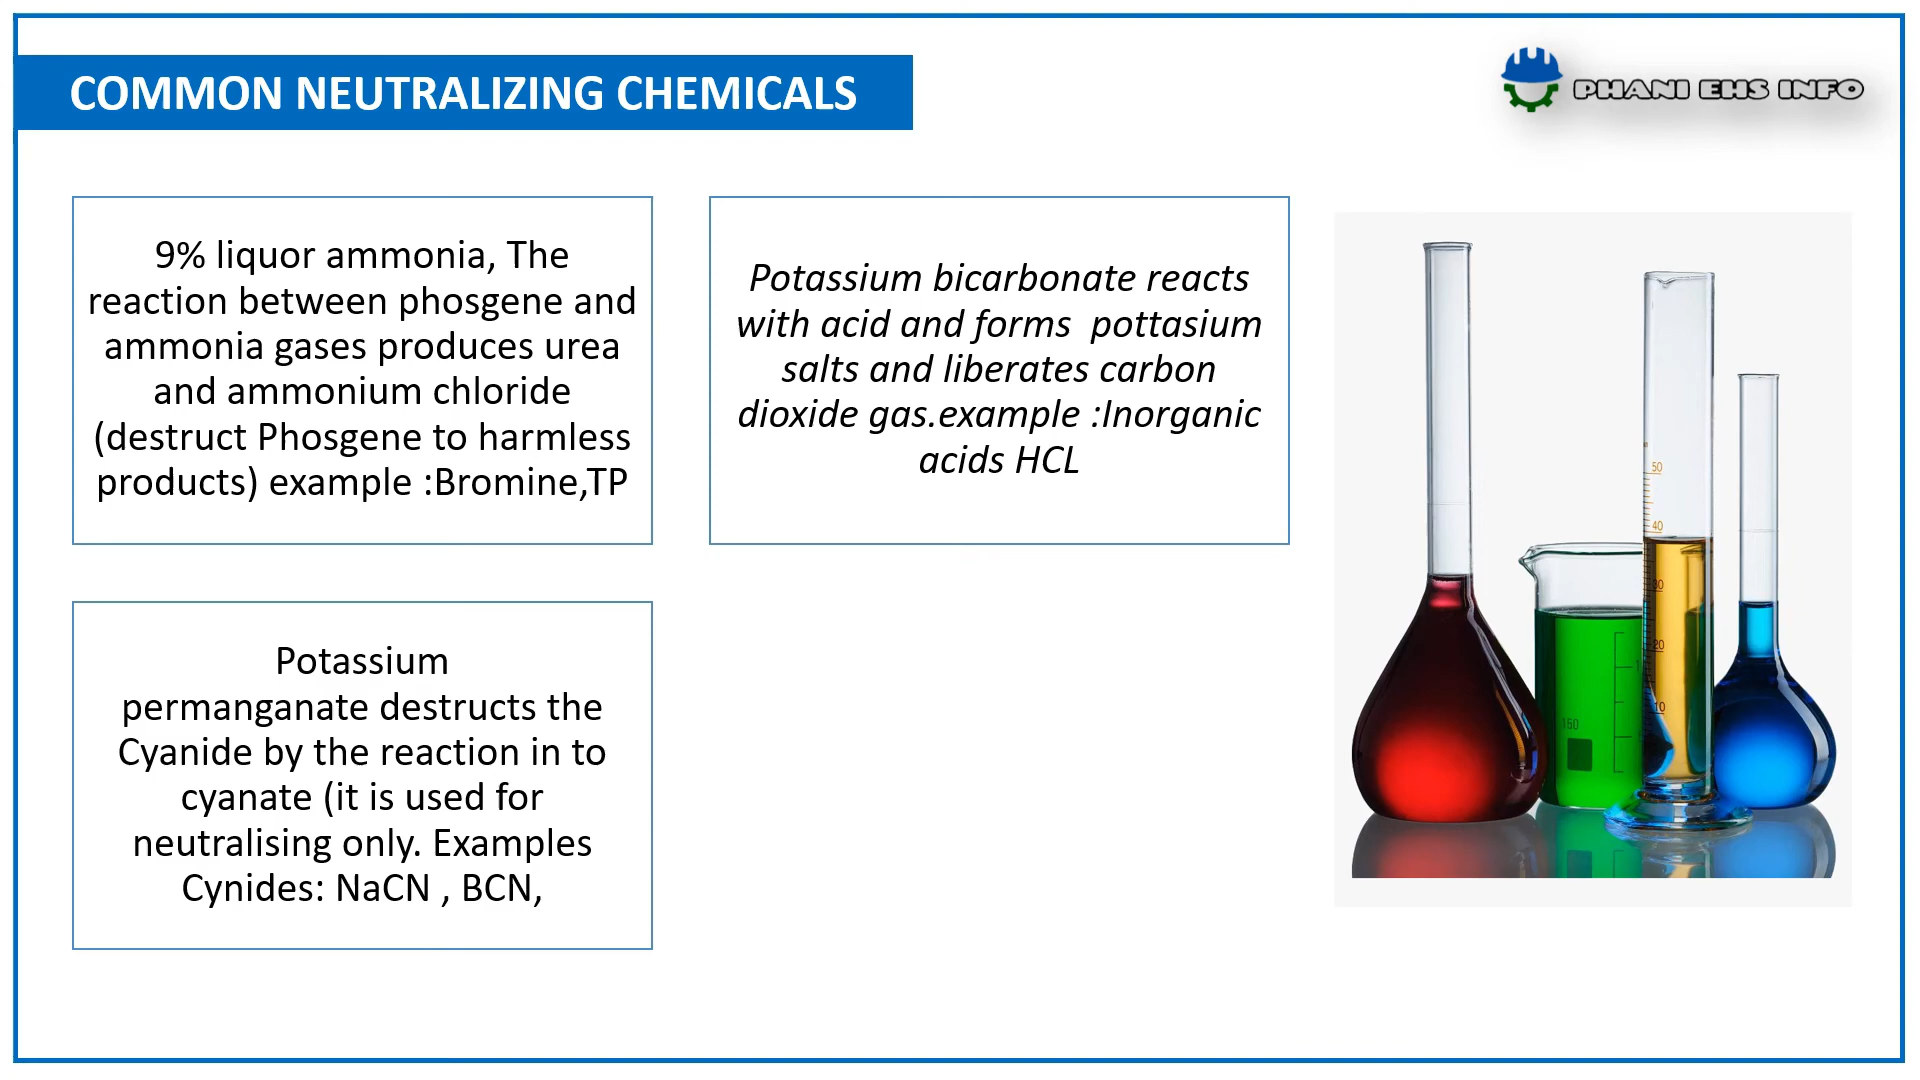 COMMON NEUTRALIZING CHEMICALS
PHANI EHS INFO
9% liquor ammonia, The
reaction between phosgene and
ammonia gases produces urea
and ammonium chloride
(destruct Phosgene to harmless
products) example :Bromine,TP
Potassium bicarbonate reacts
with acid and forms  pottasium
salts and liberates carbon
dioxide gas.example :Inorganic
acids HCL
Potassium
permanganate destructs the
Cyanide by the reaction in to
cyanate (it is used for
neutralising only. Examples
Cynides: NaCN , BCN,
50
40
30
20
10
150